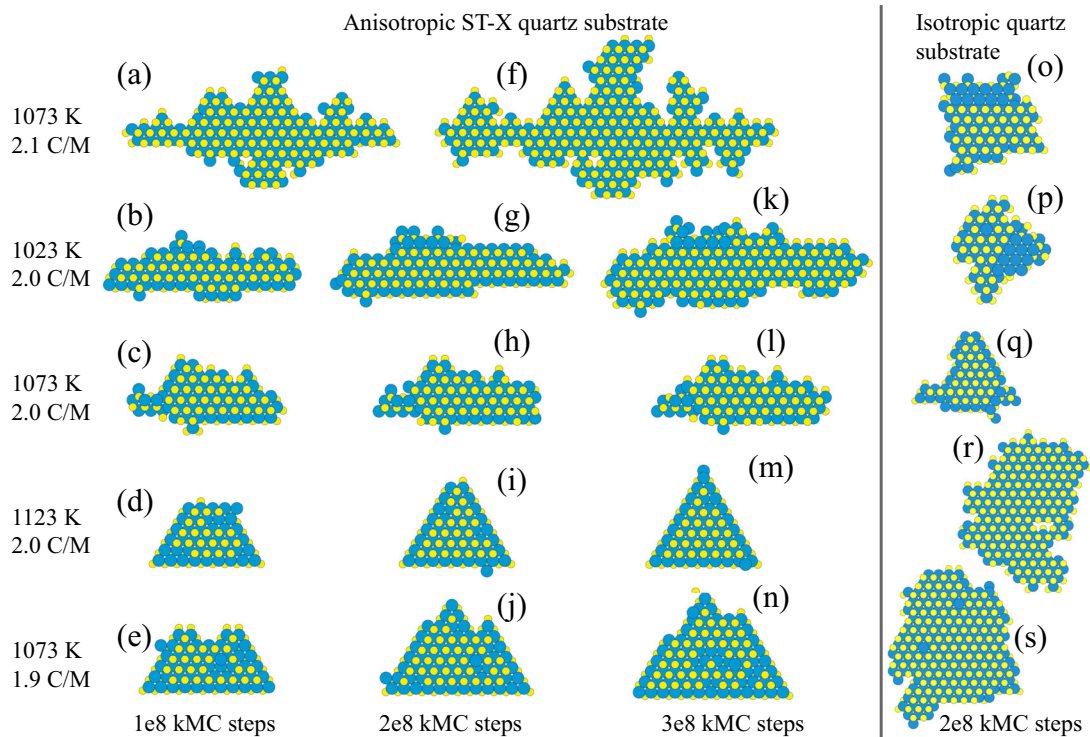 Anisotropic ST-X quartz substrate
Isotropic quartz
substrate
(a)
(f)
(o)
1073 K
2.1 C/M
(b)
(g)
(k)
(p)
1023 K
2.0 C/M
(c)
(h)
(l)
(q)
1073 K
2.0 C/M
(d)
(i)
(m)
(r)
1123 K
2.0 C/M
(e)
(j)
(n)
(s)
1073 K
1.9 C/M
1e8 kMC steps
2e8 kMC steps
3e8 kMC steps
2e8 kMC steps